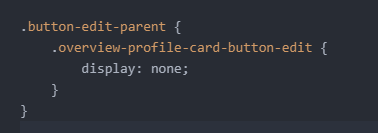 .button-edit-parent {
    .overview-profile-card-button-edit {
        display: none;
    }
}